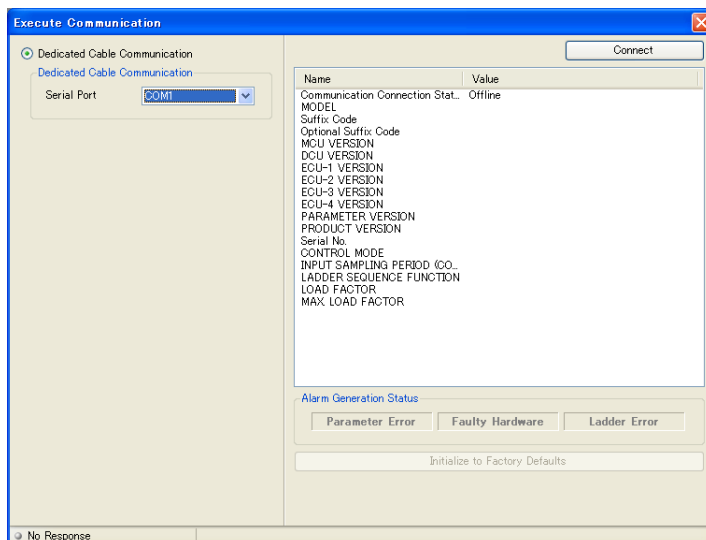 Execute Communication
Dedicated Cable Communication
Dedicated Cable Communication
Serial Port COM1
Connect
Name Value
Communication Connection Stat... Offline
MODEL
Suffix Code
Optional Suffix Code
MCU VERSION
DCU VERSION
ECU-1 VERSION
ECU-2 VERSION
ECU-3 VERSION
ECU-4 VERSION
PARAMETER VERSION
PRODUCT VERSION
Serial No.
CONTROL MODE
INPUT SAMPLING PERIOD (CO...
LADDER SEQUENCE FUNCTION
LOAD FACTOR
MAX. LOAD FACTOR
Alarm Generation Status
Parameter Error Faulty Hardware Ladder Error
Initialize to Factory Defaults
No Response